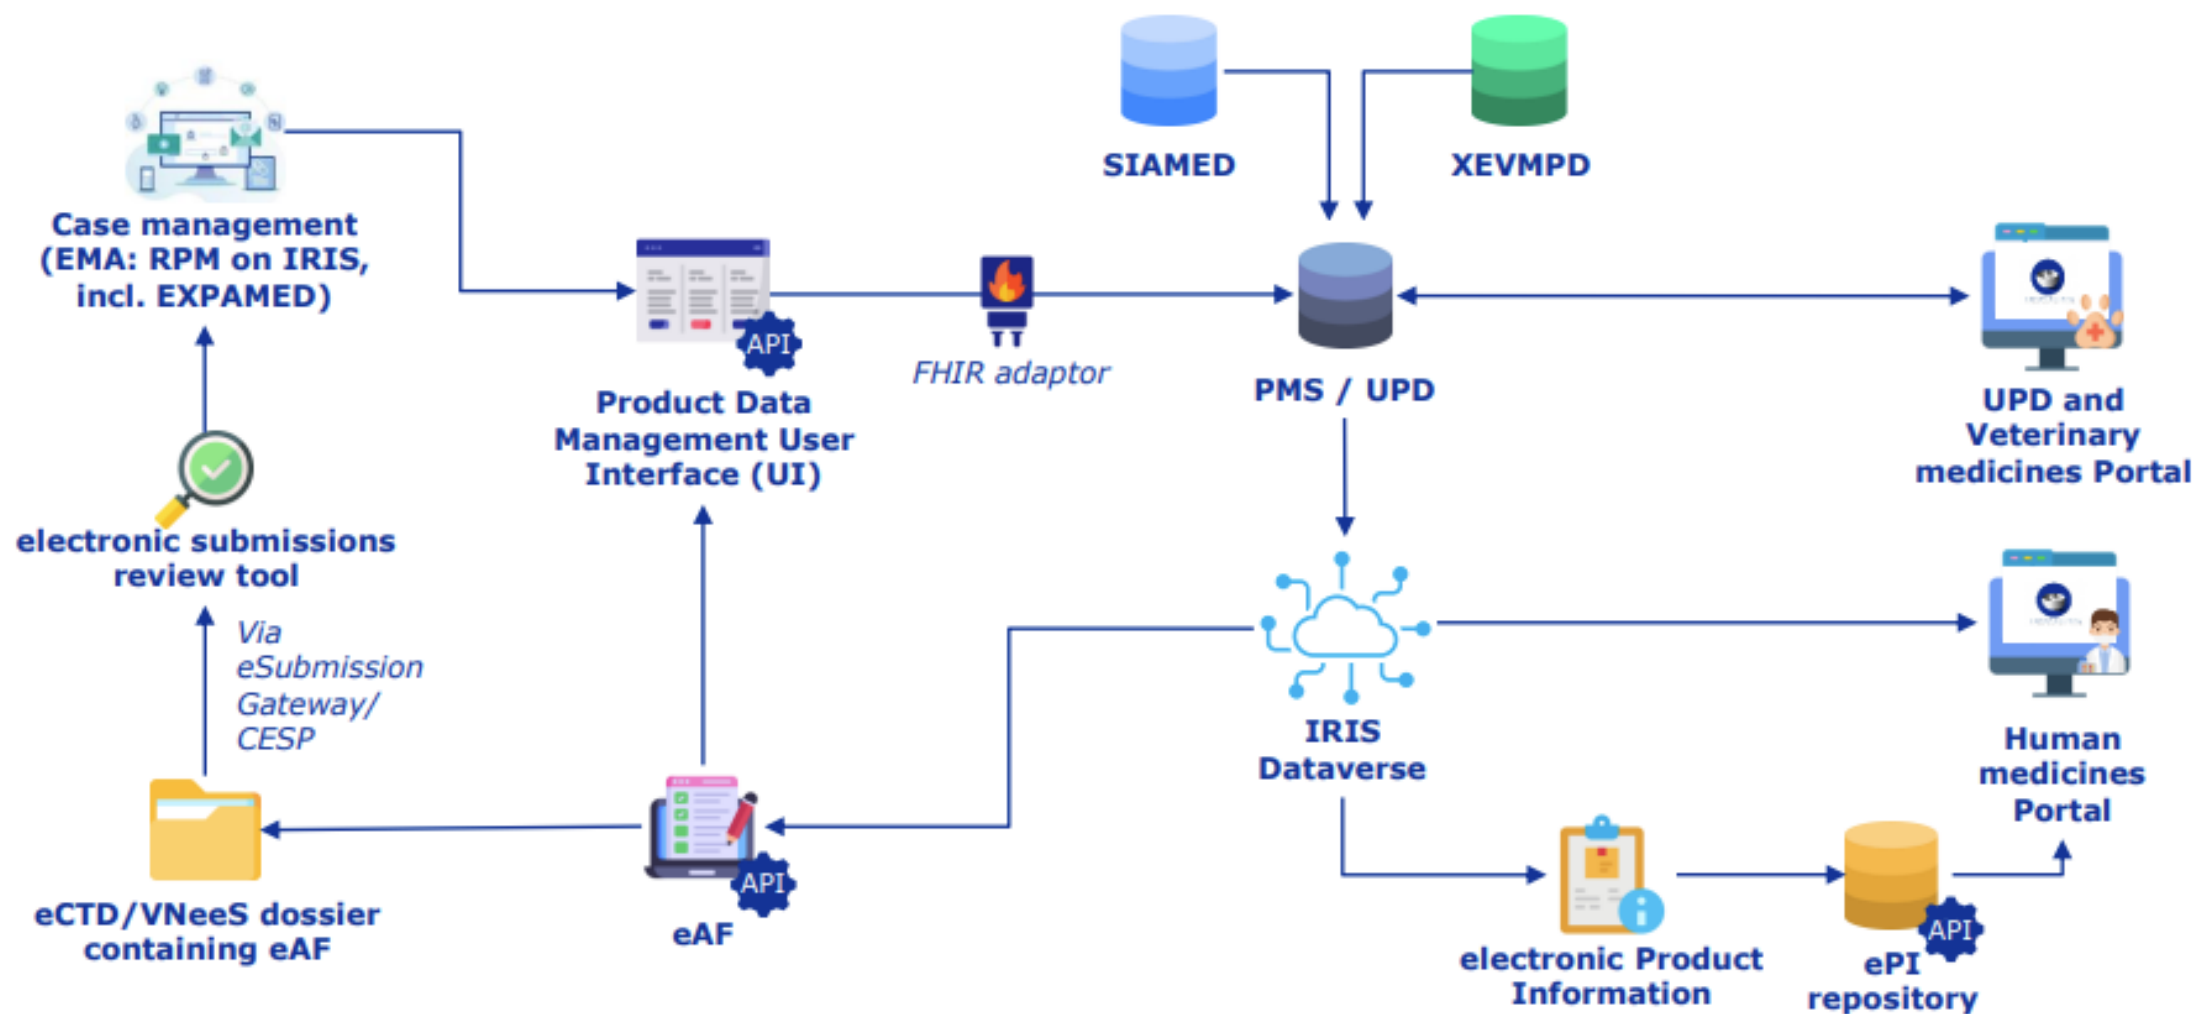 SIAMED
XEVMPD
Case management
(EMA: RPM on IRIS,
incl. EXPAMED)
API
FHIR adaptor
Product Data
Management User
Interface (UI)
PMS / UPD
UPD and
Veterinary
medicines Portal
electronic submissions
review tool
Via
eSubmission
Gateway/
CESP
IRIS
Dataverse
Human
medicines
Portal
eCTD/VNeeS dossier
containing eAF
API
eAF
electronic Product
Information
API
ePI
repository